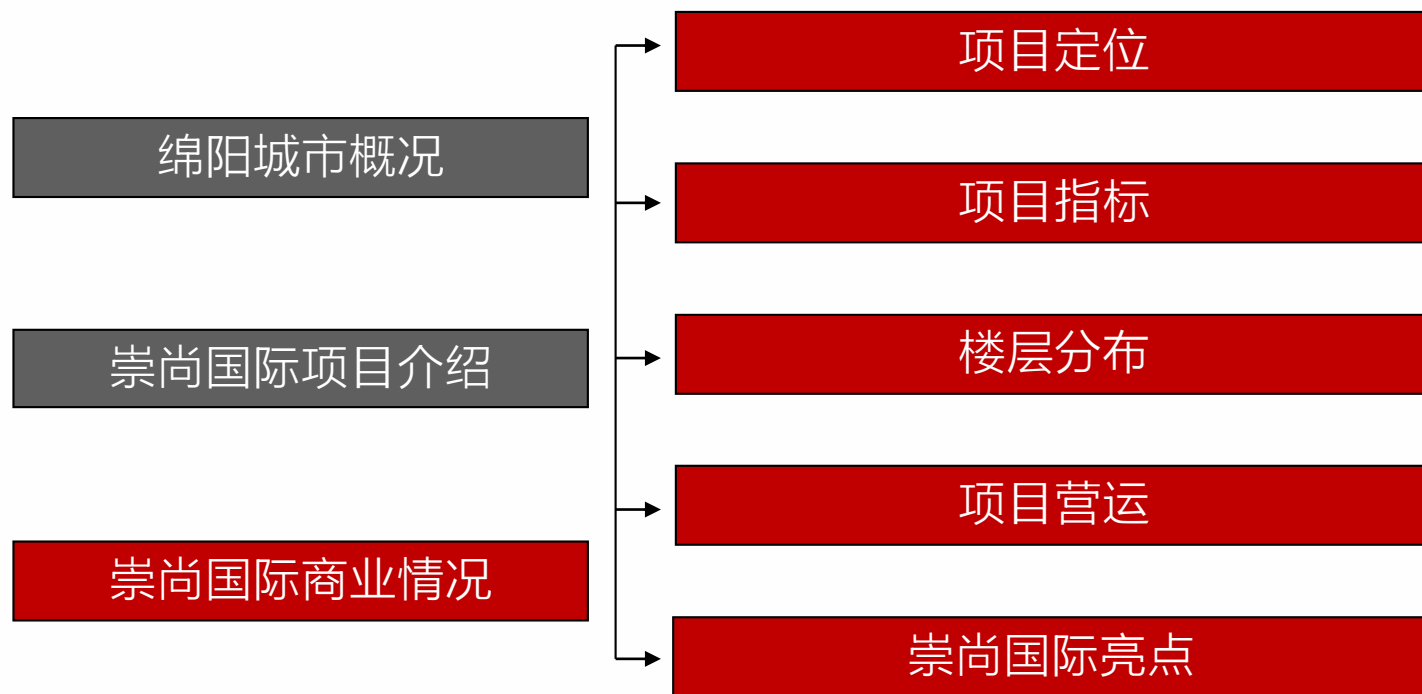 绵阳城市概况
崇尚国际项目介绍
崇尚国际商业情况
项目定位
项目指标
楼层分布
项目营运
崇尚国际亮点